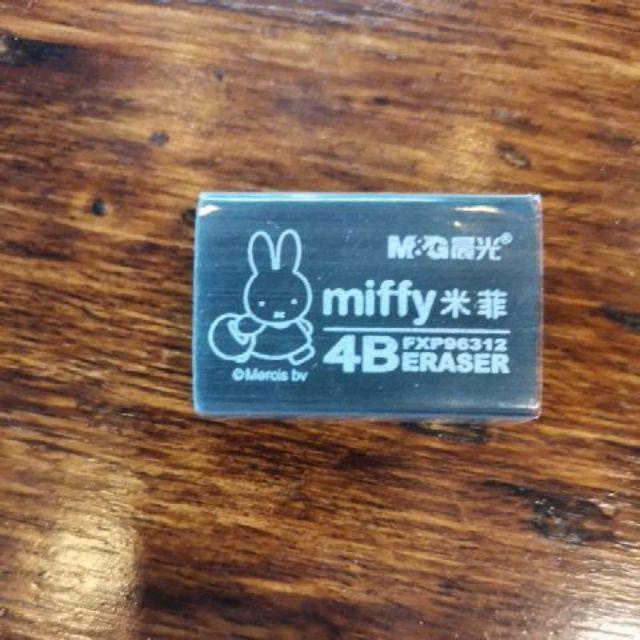 M&G晨光®
miffy米菲
4B FXP96312
ERASER
©Mercis bv